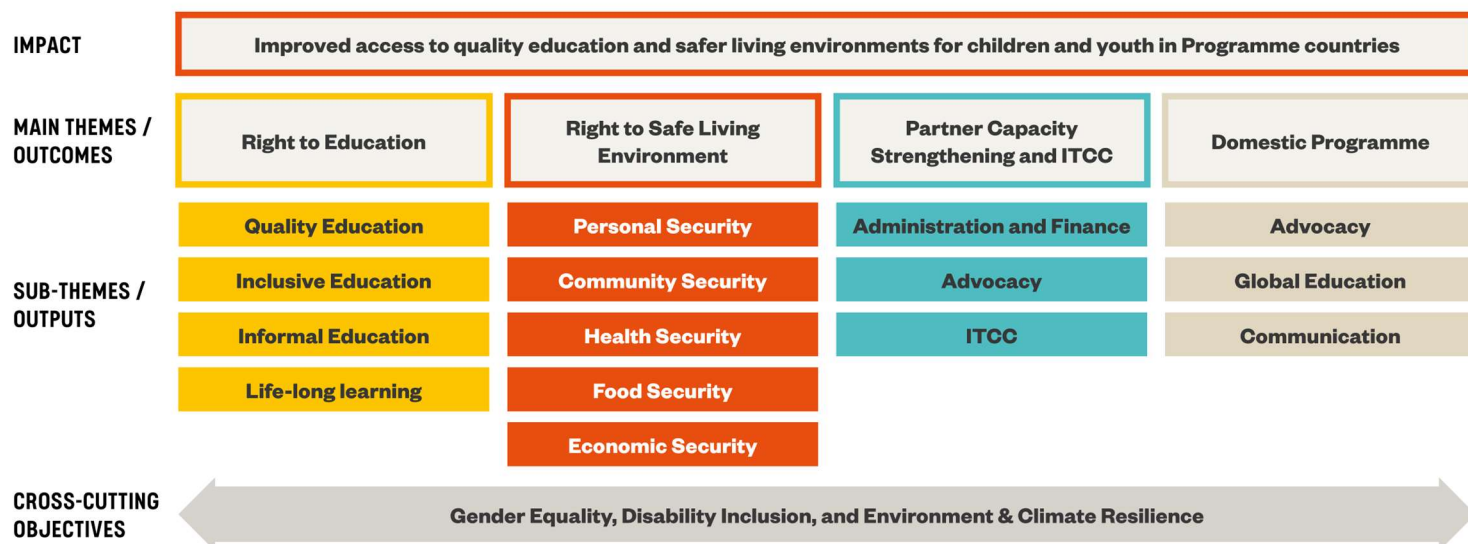 IMPACT
Improved access to quality education and safer living environments for children and youth in Programme countries
MAIN THEMES /
OUTCOMES
Right to Education
Right to Safe Living
Environment
Partner Capacity
Strengthening and ITCC
Domestic Programme
SUB-THEMES /
OUTPUTS
Quality Education
Inclusive Education
Informal Education
Life-long learning
Personal Security
Community Security
Health Security
Food Security
Economic Security
Administration and Finance
Advocacy
ITCC
Advocacy
Global Education
Communication
CROSS-CUTTING
OBJECTIVES
Gender Equality, Disability Inclusion, and Environment & Climate Resilience